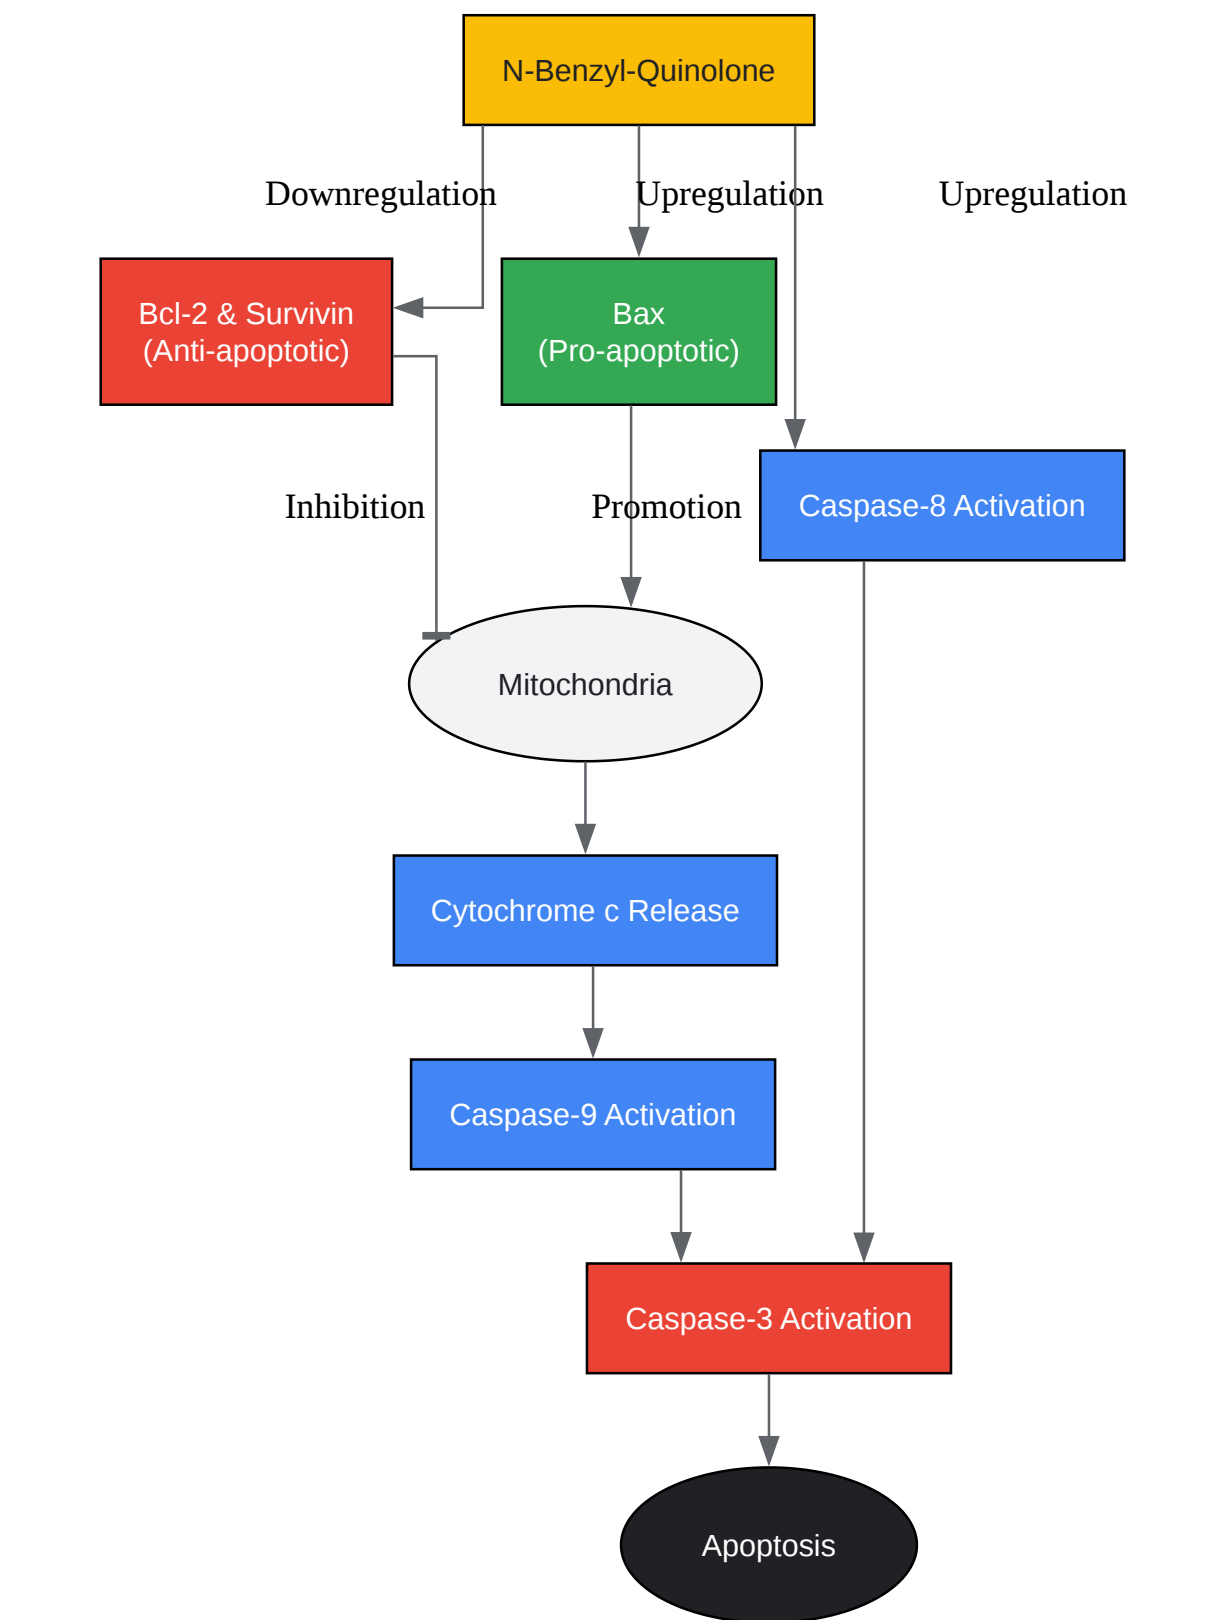 N-Benzyl-Quinolone
Downregulation
Upregulation
Upregulation
Bcl-2 & Survivin
(Anti-apoptotic)
Bax
(Pro-apoptotic)
Inhibition
Promotion
Caspase-8 Activation
Mitochondria
Cytochrome c Release
Caspase-9 Activation
Caspase-3 Activation
Apoptosis